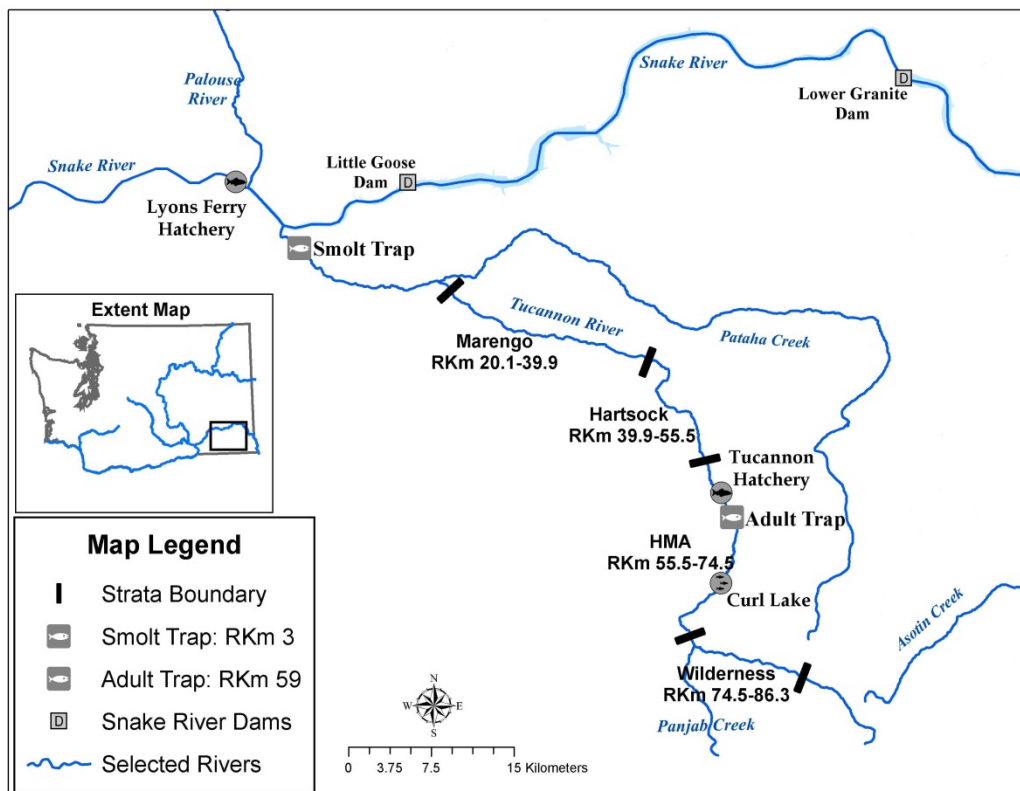 Palouse
River
Snake River
Lower Granite
Dam
D
Little Goose
Dam
D
Snake River
Lyons Ferry
Hatchery
Smolt Trap
Tucannon River
Marengo
RKm 20.1-39.9
Pataha Creek
Hartsock
RKm 39.9-55.5
Tucannon
Hatchery
Adult Trap
HMA
RKm 55.5-74.5
Curl Lake
Asotin Creek
Wilderness
RKm 74.5-86.3
Panjab Creek
Extent Map
Map Legend
Strata Boundary
Smolt Trap: RKm 3
Adult Trap: RKm 59
D Snake River Dams
Selected Rivers
N
W E
S
0 3.75 7.5 15 Kilometers